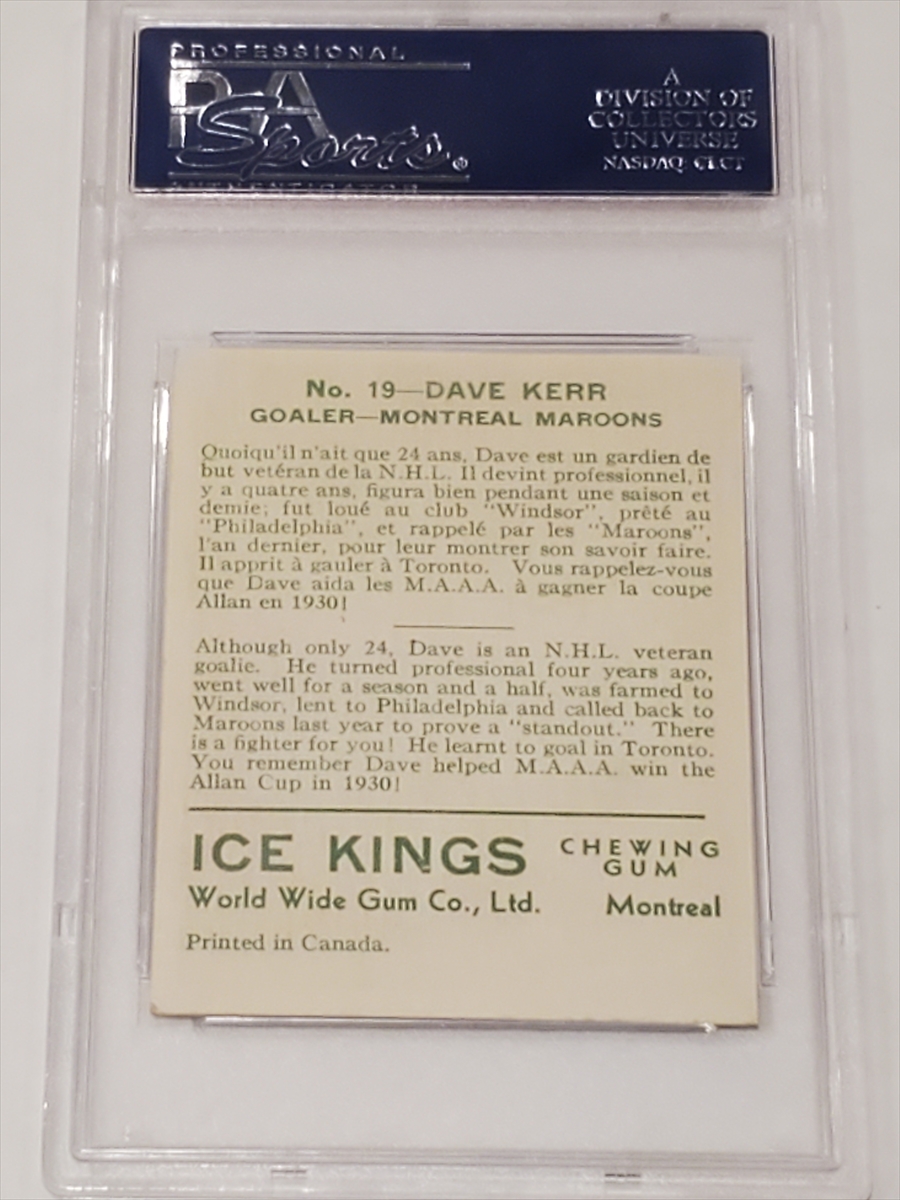 PROFESSIONAL
PSA
Sports®
AUTHENTICATOR
A
DIVISION OF
COLLECTORS
UNIVERSE
NASDAQ CLCT
No. 19—DAVE KERR
GOALER—MONTREAL MAROONS
Quoiqu'il n'ait que 24 ans, Dave est un gardien de
but vetéran de la N.H.L. Il devint professionnel, il
y a quatre ans, figura bien pendant une saison et
demie; fut loué au club "Windsor", prêté au
"Philadelphia", et rappelé par les "Maroons",
l'an dernier, pour leur montrer son savoir faire.
Il apprit à gauler à Toronto. Vous rappelez-vous
que Dave aida les M.A.A.A. à gagner la coupe
Allan en 1930!
Although only 24, Dave is an N.H.L. veteran
goalie. He turned professional four years ago,
went well for a season and a half, was farmed to
Windsor, lent to Philadelphia and called back to
Maroons last year to prove a "standout." There
is a fighter for you! He learnt to goal in Toronto.
You remember Dave helped M.A.A.A. win the
Allan Cup in 1930!
ICE KINGS CHEWING
GUM
World Wide Gum Co., Ltd. Montreal
Printed in Canada.